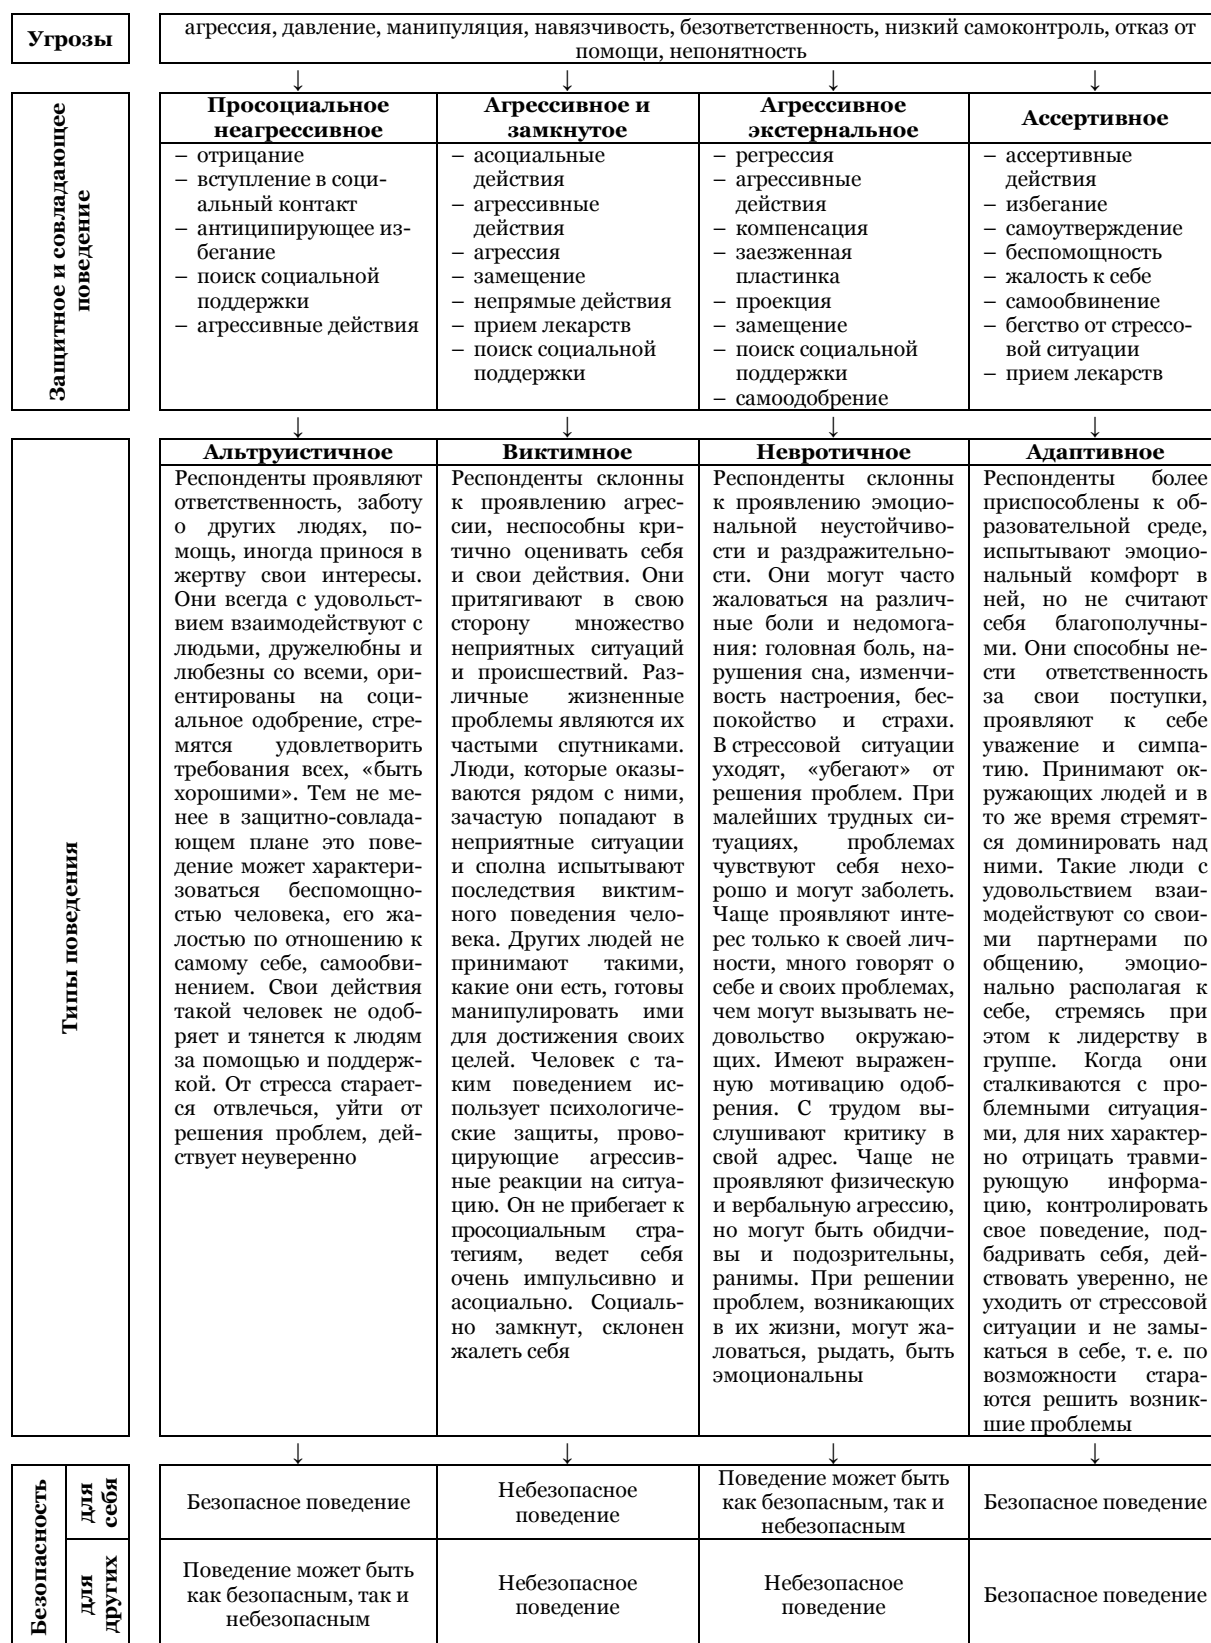 Угрозы
агрессия, давление, манипуляция, навязчивость, безответственность, низкий самоконтроль, отказ от
помощи, непонятность
↓ ↓ ↓ ↓
Защитное и совладающее
поведение
Просоциальное
неагрессивное
– отрицание
– вступление в соци-
альный контакт
– антиципирующее из-
бегание
– поиск социальной
поддержки
– агрессивные действия
Агрессивное и
замкнутое
– асоциальные
действия
– агрессивные
действия
– агрессия
– замещение
– непрямые действия
– прием лекарств
– поиск социальной
поддержки
Агрессивное
экстернальное
– регрессия
– агрессивные
действия
– компенсация
– заезженная
пластинка
– проекция
– замещение
– поиск социальной
поддержки
– самоодобрение
Ассертивное
– ассертивные
действия
– избегание
– самоутверждение
– беспомощность
– жалость к себе
– самообвинение
– бегство от стрессо-
вой ситуации
– прием лекарств
↓ ↓ ↓ ↓
Типы поведения
Альтруистичное
Респонденты проявляют
ответственность, заботу
о других людях, по-
мощь, иногда принося в
жертву свои интересы.
Они всегда с удовольст-
вием взаимодействуют с
людьми, дружелюбны и
любезны со всеми, ори-
ентированы на соци-
альное одобрение, стре-
мятся удовлетворить
требования всех, «быть
хорошими». Тем не ме-
нее в защитно-совлада-
ющем плане это пове-
дение может характери-
зоваться беспомощно-
стью человека, его жа-
лостью по отношению к
самому себе, самообви-
нением. Свои действия
такой человек не одоб-
ряет и тянется к людям
за помощью и поддерж-
кой. От стресса старает-
ся отвлечься, уйти от
решения проблем, дей-
ствует неуверенно
Виктимное
Респонденты склонны
к проявлению агрес-
сии, неспособны кри-
тично оценивать себя
и свои действия. Они
притягивают в свою
сторону множество
неприятных ситуаций
и происшествий. Раз-
личные жизненные
проблемы являются их
частыми спутниками.
Люди, которые оказы-
ваются рядом с ними,
зачастую попадают в
неприятные ситуации
и сполна испытывают
последствия виктим-
ного поведения чело-
века. Других людей не
принимают такими,
какие они есть, готовы
манипулировать ими
для достижения своих
целей. Человек с та-
ким поведением ис-
пользует психологиче-
ские защиты, прово-
цирующие агрессив-
ные реакции на ситуа-
цию. Он не прибегает к
просоциальным стра-
тегиям, ведет себя
очень импульсивно и
асоциально. Социаль-
но замкнут, склонен
жалеть себя
Невротичное
Респонденты склонны
к проявлению эмоцио-
нальной неустойчиво-
сти и раздражительно-
сти. Они могут часто
жаловаться на различ-
ные боли и недомога-
ния: головная боль, на-
рушения сна, изменчи-
вость настроения, бес-
покойство и страхи.
В стрессовой ситуации
уходят, «убегают» от
решения проблем. При
малейших трудных си-
туациях, проблемах
чувствуют себя нехо-
рошо и могут заболеть.
Чаще проявляют инте-
рес только к своей лич-
ности, много говорят о
себе и своих проблемах,
чем могут вызывать не-
довольство окружаю-
щих. Имеют выражен-
ную мотивацию одоб-
рения. С трудом вы-
слушивают критику в
свой адрес. Чаще не
проявляют физическую
и вербальную агрессию,
но могут быть обидчи-
вы и подозрительны,
ранимы. При решении
проблем, возникающих
в их жизни, могут жа-
ловаться, рыдать, быть
эмоциональны
Адаптивное
Респонденты более
приспособлены к об-
разовательной среде,
испытывают эмоцио-
нальный комфорт в
ней, но не считают
себя благополучны-
ми. Они способны не-
сти ответственность
за свои поступки,
проявляют к себе
уважение и симпа-
тию. Принимают ок-
ружающих людей и в
то же время стремят-
ся доминировать над
ними. Такие люди с
удовольствием взаи-
модействуют со свои-
ми партнерами по
общению, эмоцио-
нально располагая к
себе, стремясь при
этом к лидерству в
группе. Когда они
сталкиваются с про-
блемными ситуация-
ми, для них характер-
но отрицать травми-
рующую информа-
цию, контролировать
свое поведение, под-
бадривать себя, дей-
ствовать уверенно, не
уходить от стрессовой
ситуации и не замы-
каться в себе, т. е. по
возможности стара-
ются решить возник-
шие проблемы
↓ ↓ ↓ ↓
Безопасность
для
себя
Безопасное поведение
Небезопасное
поведение
Поведение может быть
как безопасным, так и
небезопасным
Безопасное поведение
для
других
Поведение может быть
как безопасным, так и
небезопасным
Небезопасное
поведение
Небезопасное
поведение
Безопасное поведение